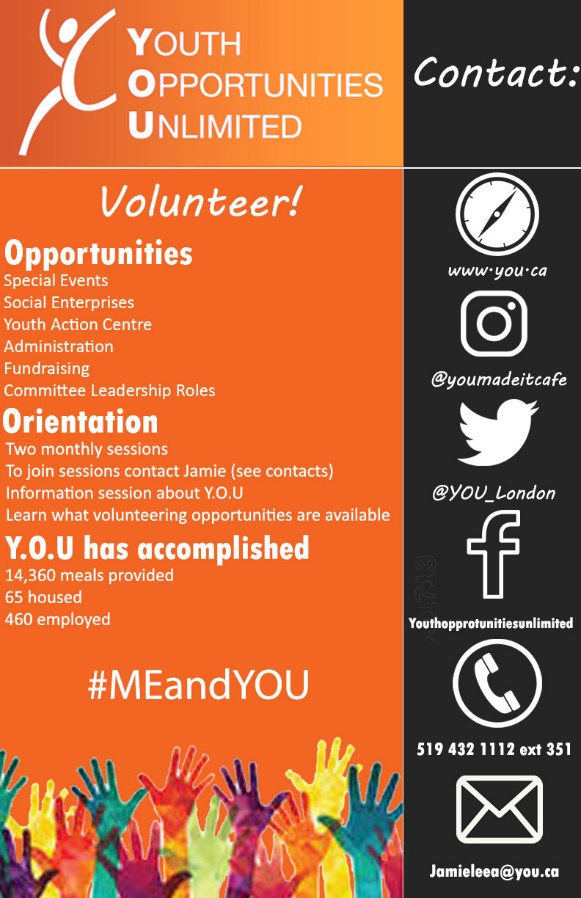 YOUTH
OPPORTUNITIES
UNLIMITED
Contact:
Volunteer!
Opportunities
Special Events
Social Enterprises
Youth Action Centre
Administration
Fundraising
Committee Leadership Roles
Orientation
Two monthly sessions
To join sessions contact Jamie (see contacts)
Information session about Y.O.U
Learn what volunteering opportunities are available
Y.O.U has accomplished
14,360 meals provided
65 housed
460 employed
#MEandYOU
www.you.ca
@youmadeitcafe
@YOU_London
Youthopprotunitiesunlimited
519 432 1112 ext 351
Jamieleea@you.ca